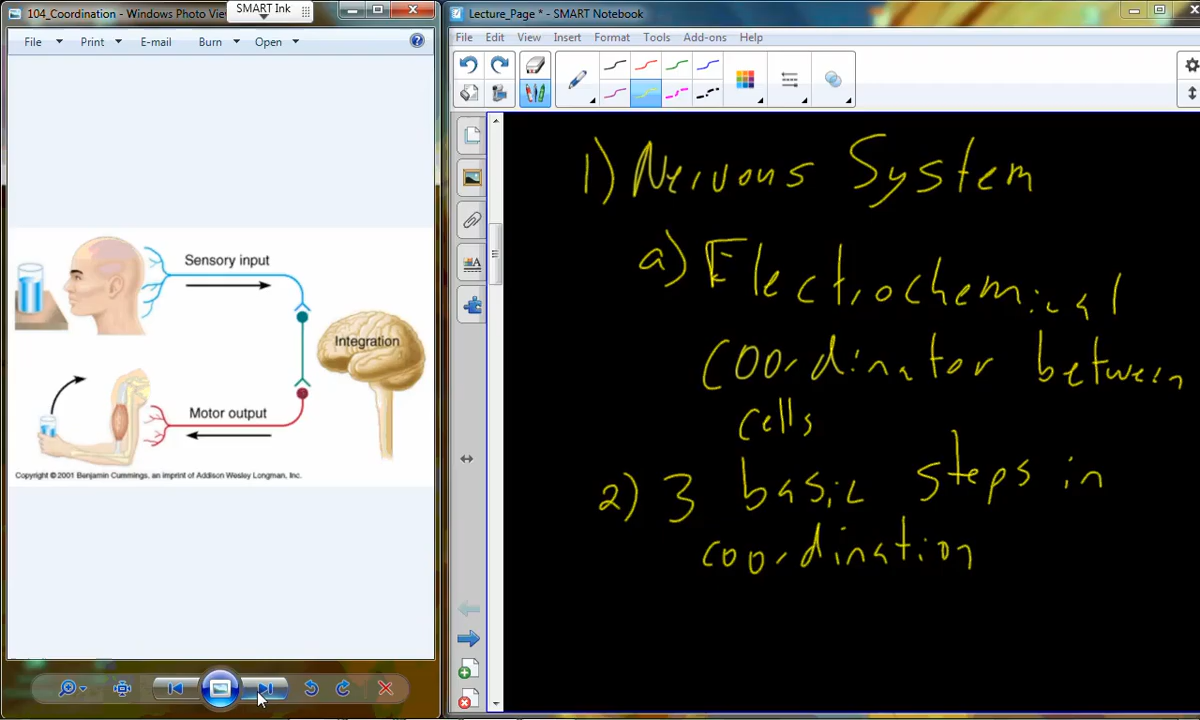 104_Coordination - Windows Photo Vie
SMART Ink
File Print E-mail Burn Open
Sensory input
Integration
Motor output
Copyright © 2001 Benjamin Cummings, an imprint of Addison Wesley Longman, Inc.
Lecture_Page * - SMART Notebook
File Edit View Insert Format Tools Add-ons Help
1) Nervous System
a) Electrochemical
coordinator between
cells
2) 3 basic steps in
coordination